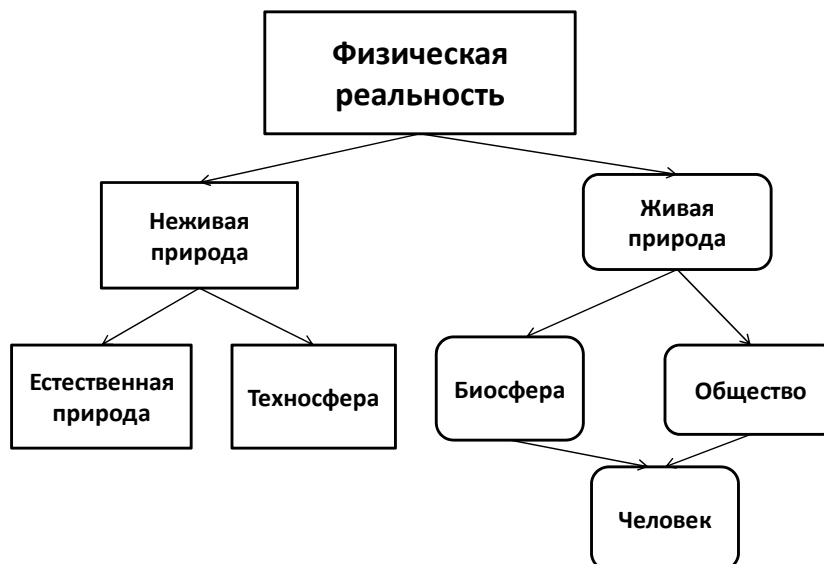 Физическая
реальность
Неживая
природа
Живая
природа
Естественная
природа
Техносфера
Биосфера
Общество
Человек